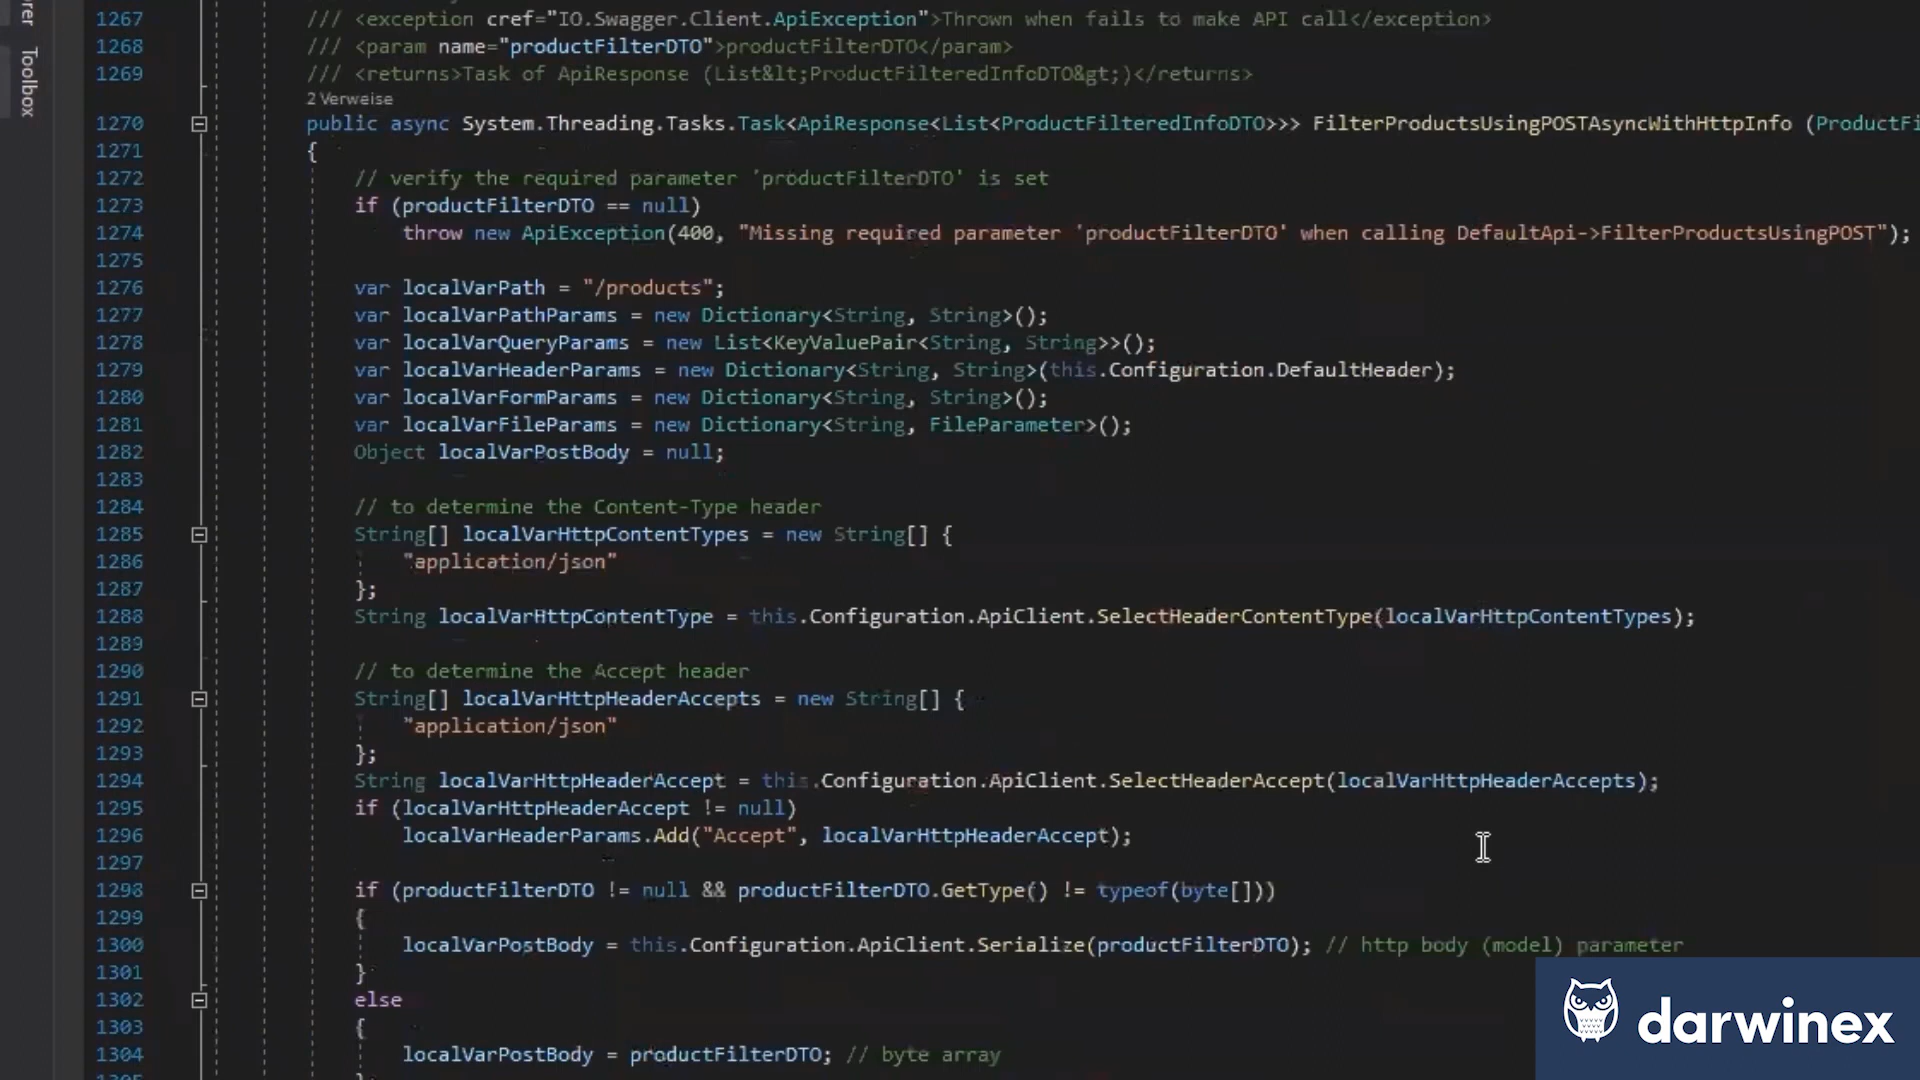 rer
Toolbox
1267 /// <exception cref="IO.Swagger.Client.ApiException">Thrown when fails to make API call</exception>
1268 /// <param name="productFilterDTO">productFilterDTO</param>
1269 /// <returns>Task of ApiResponse (List&lt;ProductFilteredInfoDTO&gt;)</returns>
2 Verweise
1270 public async System.Threading.Tasks.Task<ApiResponse<List<ProductFilteredInfoDTO>>> FilterProductsUsingPOSTAsyncWithHttpInfo (ProductFi
1271 {
1272 // verify the required parameter 'productFilterDTO' is set
1273 if (productFilterDTO == null)
1274 throw new ApiException(400, "Missing required parameter 'productFilterDTO' when calling DefaultApi->FilterProductsUsingPOST");
1275
1276 var localVarPath = "/products";
1277 var localVarPathParams = new Dictionary<String, String>();
1278 var localVarQueryParams = new List<KeyValuePair<String, String>>();
1279 var localVarHeaderParams = new Dictionary<String, String>(this.Configuration.DefaultHeader);
1280 var localVarFormParams = new Dictionary<String, String>();
1281 var localVarFileParams = new Dictionary<String, FileParameter>();
1282 Object localVarPostBody = null;
1283
1284 // to determine the Content-Type header
1285 String[] localVarHttpContentTypes = new String[] {
1286 "application/json"
1287 };
1288 String localVarHttpContentType = this.Configuration.ApiClient.SelectHeaderContentType(localVarHttpContentTypes);
1289
1290 // to determine the Accept header
1291 String[] localVarHttpHeaderAccepts = new String[] {
1292 "application/json"
1293 };
1294 String localVarHttpHeaderAccept = this.Configuration.ApiClient.SelectHeaderAccept(localVarHttpHeaderAccepts);
1295 if (localVarHttpHeaderAccept != null)
1296 localVarHeaderParams.Add("Accept", localVarHttpHeaderAccept);
1297
1298 if (productFilterDTO != null && productFilterDTO.GetType() != typeof(byte[]))
1299 {
1300 localVarPostBody = this.Configuration.ApiClient.Serialize(productFilterDTO); // http body (model) parameter
1301 }
1302 else
1303 {
1304 localVarPostBody = productFilterDTO; // byte array
darwinex